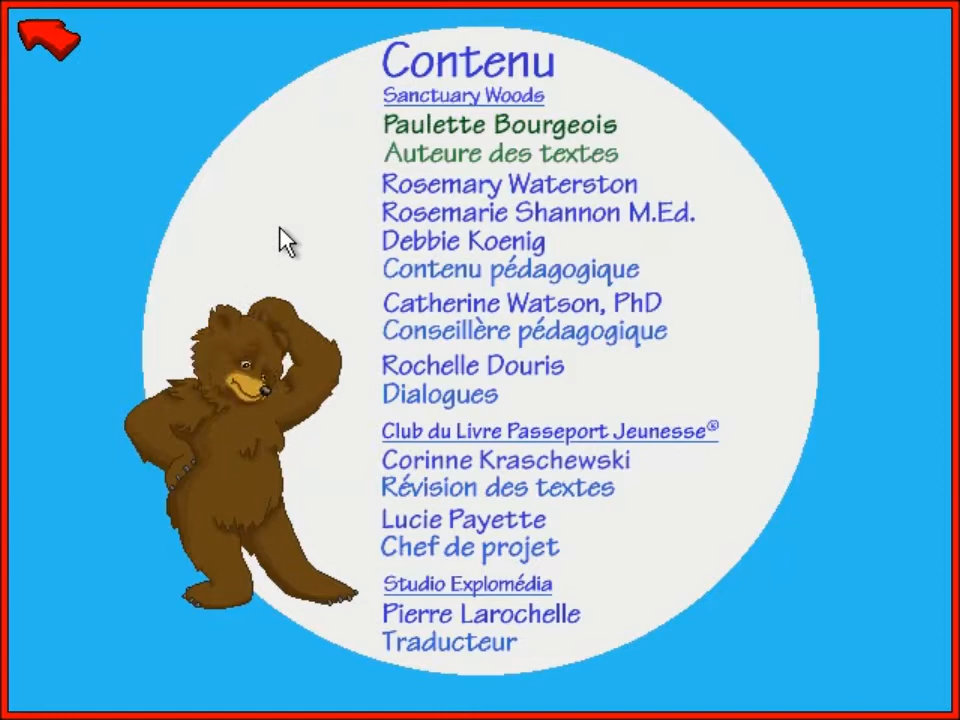 Contenu
Sanctuary Woods
Paulette Bourgeois
Auteure des textes
Rosemary Waterston
Rosemarie Shannon M.Ed.
Debbie Koenig
Contenu pédagogique
Catherine Watson, PhD
Conseillère pédagogique
Rochelle Douris
Dialogues
Club du Livre Passeport Jeunesse®
Corinne Kraschewski
Révision des textes
Lucie Payette
Chef de projet
Studio Explomédia
Pierre Larochelle
Traducteur